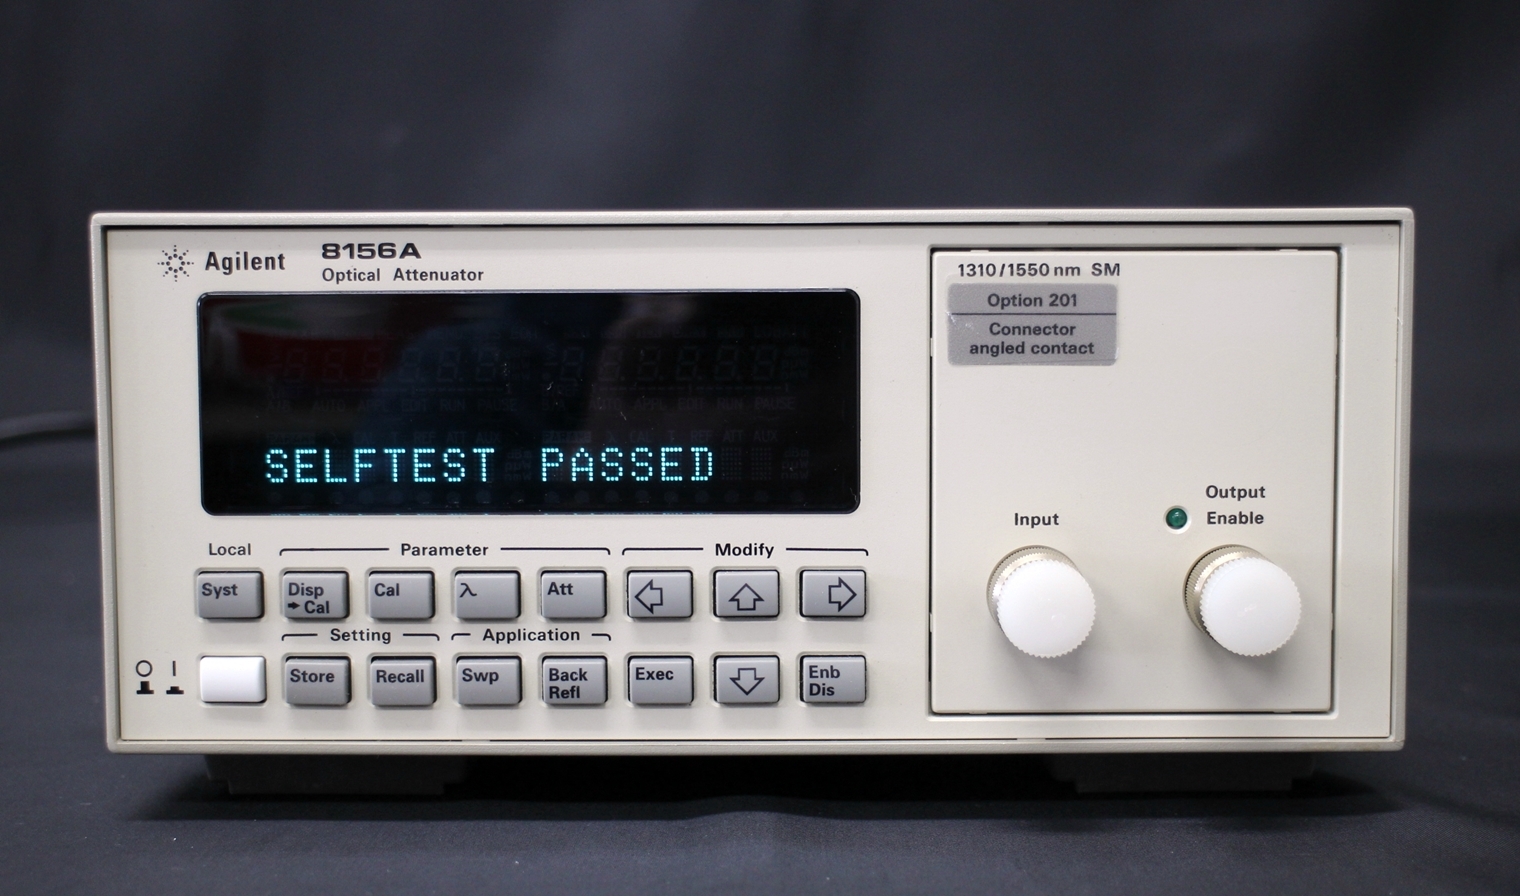 Agilent
8156A
Optical Attenuator
1310/1550 nm SM
Option 201
Connector
angled contact
SELFTEST PASSED
Input
Output
Enable
Local
Parameter
Modify
Syst
Disp
➡ Cal
Cal
λ
Att
Setting
Application
Store
Recall
Swp
Back
Refl
Exec
Enb
Dis